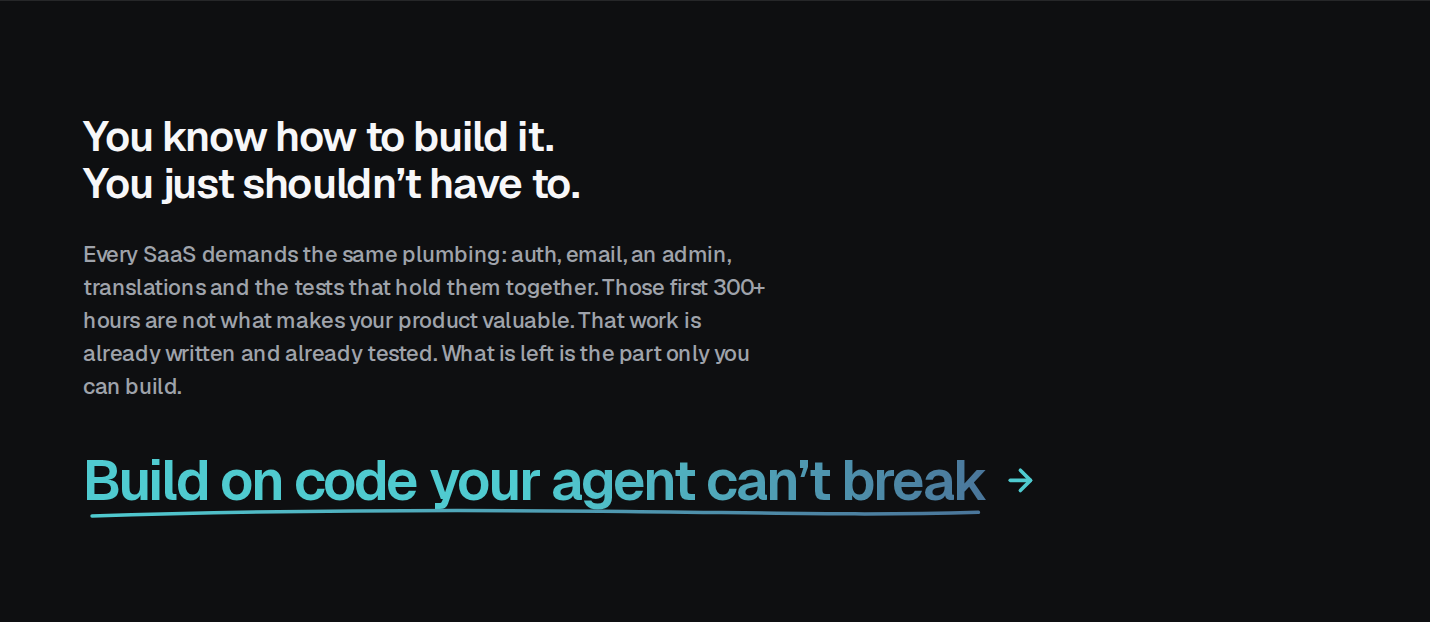 You know how to build it.
You just shouldn’t have to.
Every SaaS demands the same plumbing: auth, email, an admin,
translations and the tests that hold them together. Those first 300+
hours are not what makes your product valuable. That work is
already written and already tested. What is left is the part only you
can build.
Build on code your agent can’t break →